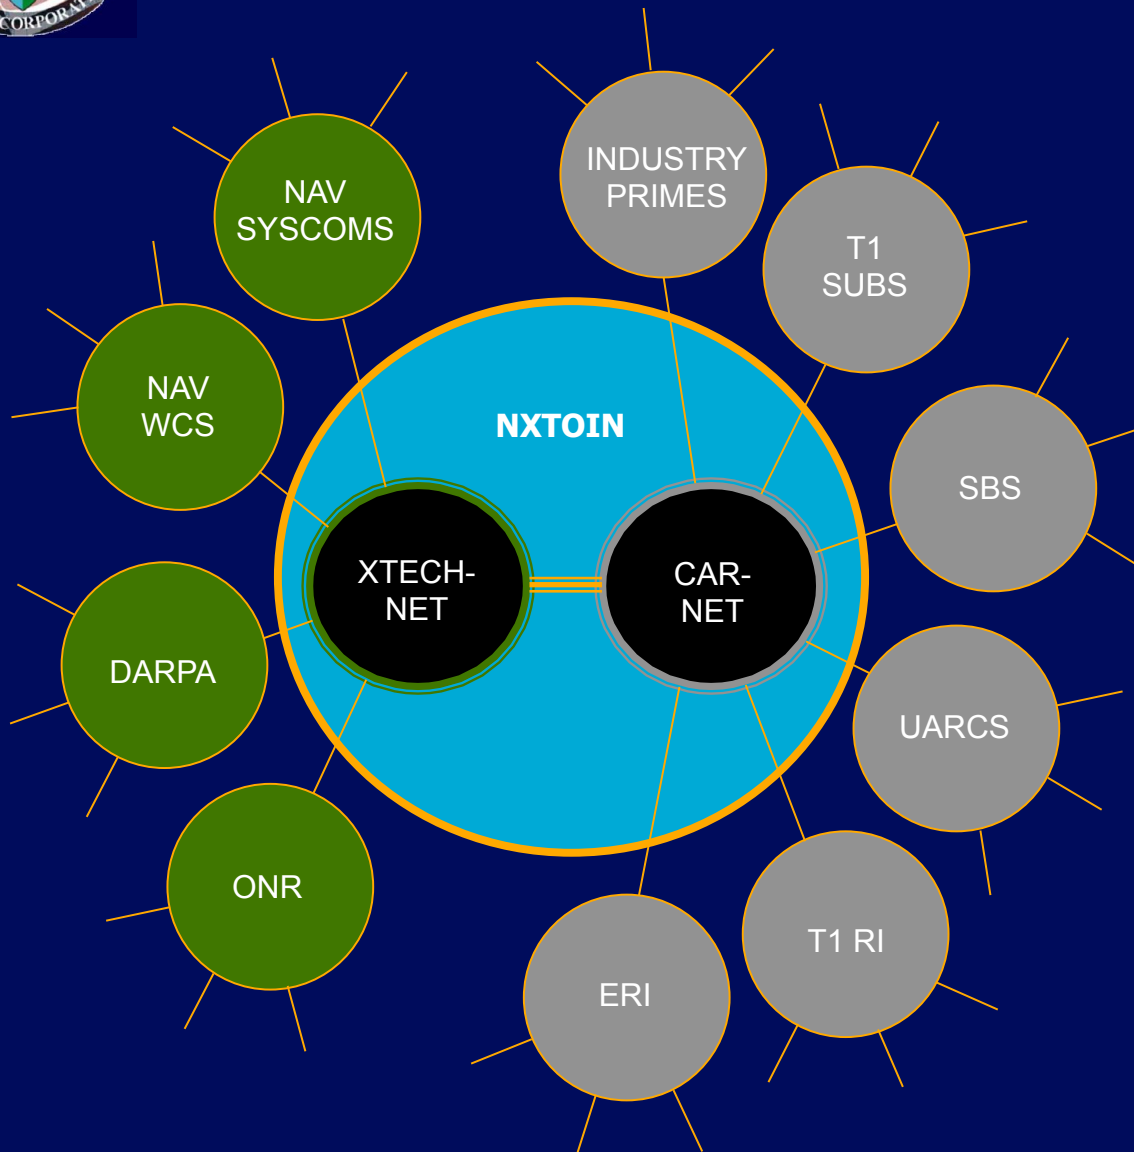 CORPORA
INDUSTRY
PRIMES
NAV
SYSCOMS
T1
SUBS
NAV
WCS
NXTOIN
SBS
XTECH-
NET
CAR-
NET
DARPA
UARCS
ONR
T1 RI
ERI